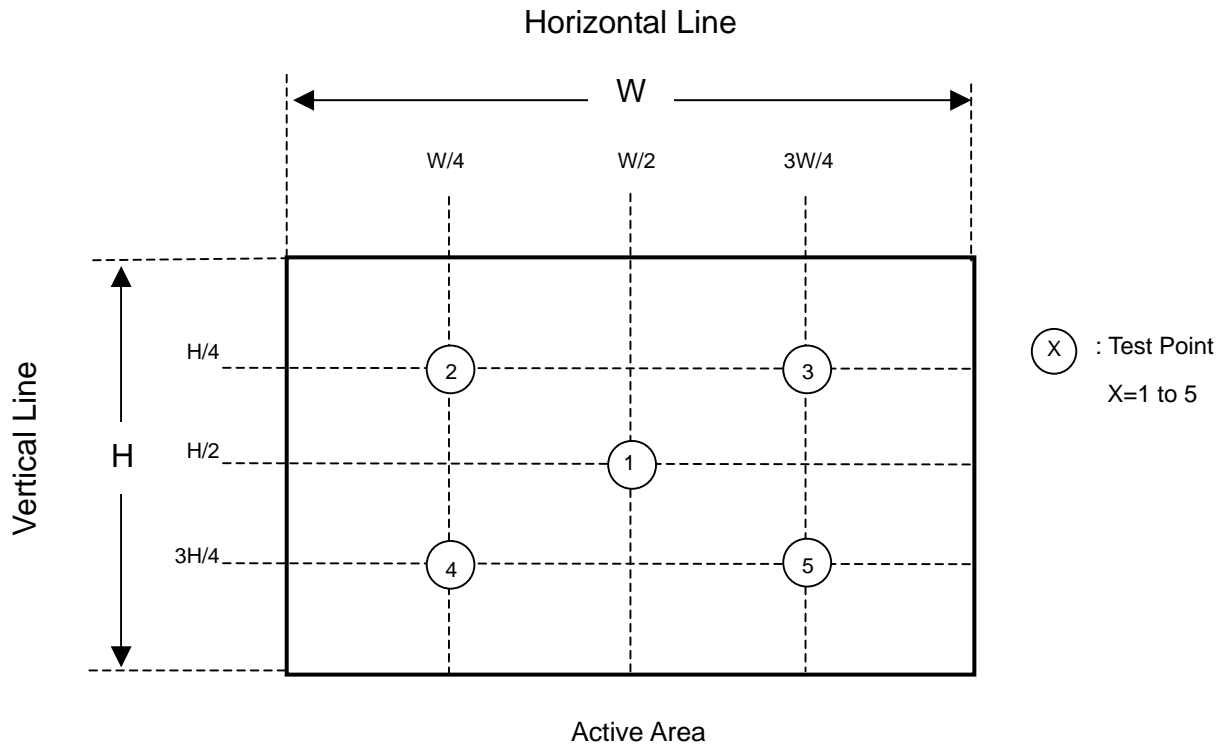 Horizontal Line
W
W/4 W/2 3W/4
H/4
2 3
X : Test Point
X=1 to 5
Vertical Line
H
H/2
1
3H/4
4 5
Active Area